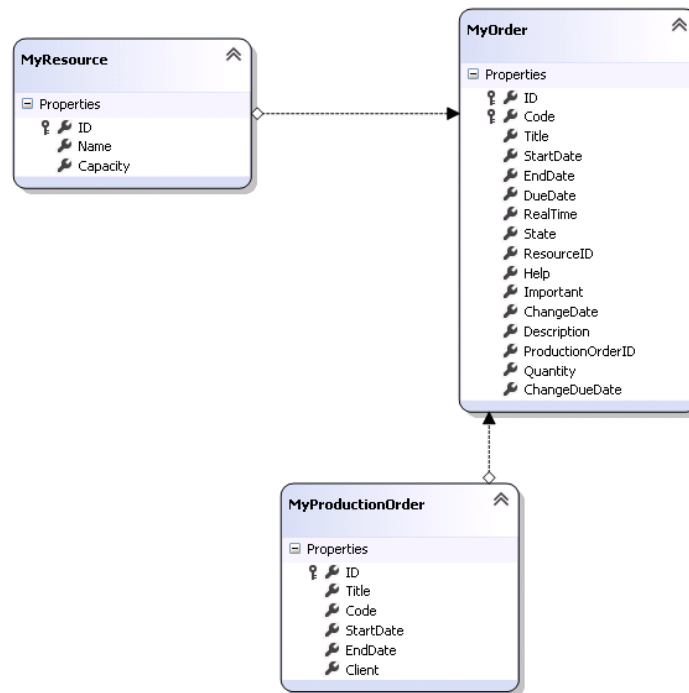 MyResource
Properties
ID
Name
Capacity
MyOrder
Properties
ID
Code
Title
StartDate
EndDate
DueDate
RealTime
State
ResourceID
Help
Important
ChangeDate
Description
ProductionOrderID
Quantity
ChangeDueDate
MyProductionOrder
Properties
ID
Title
Code
StartDate
EndDate
Client